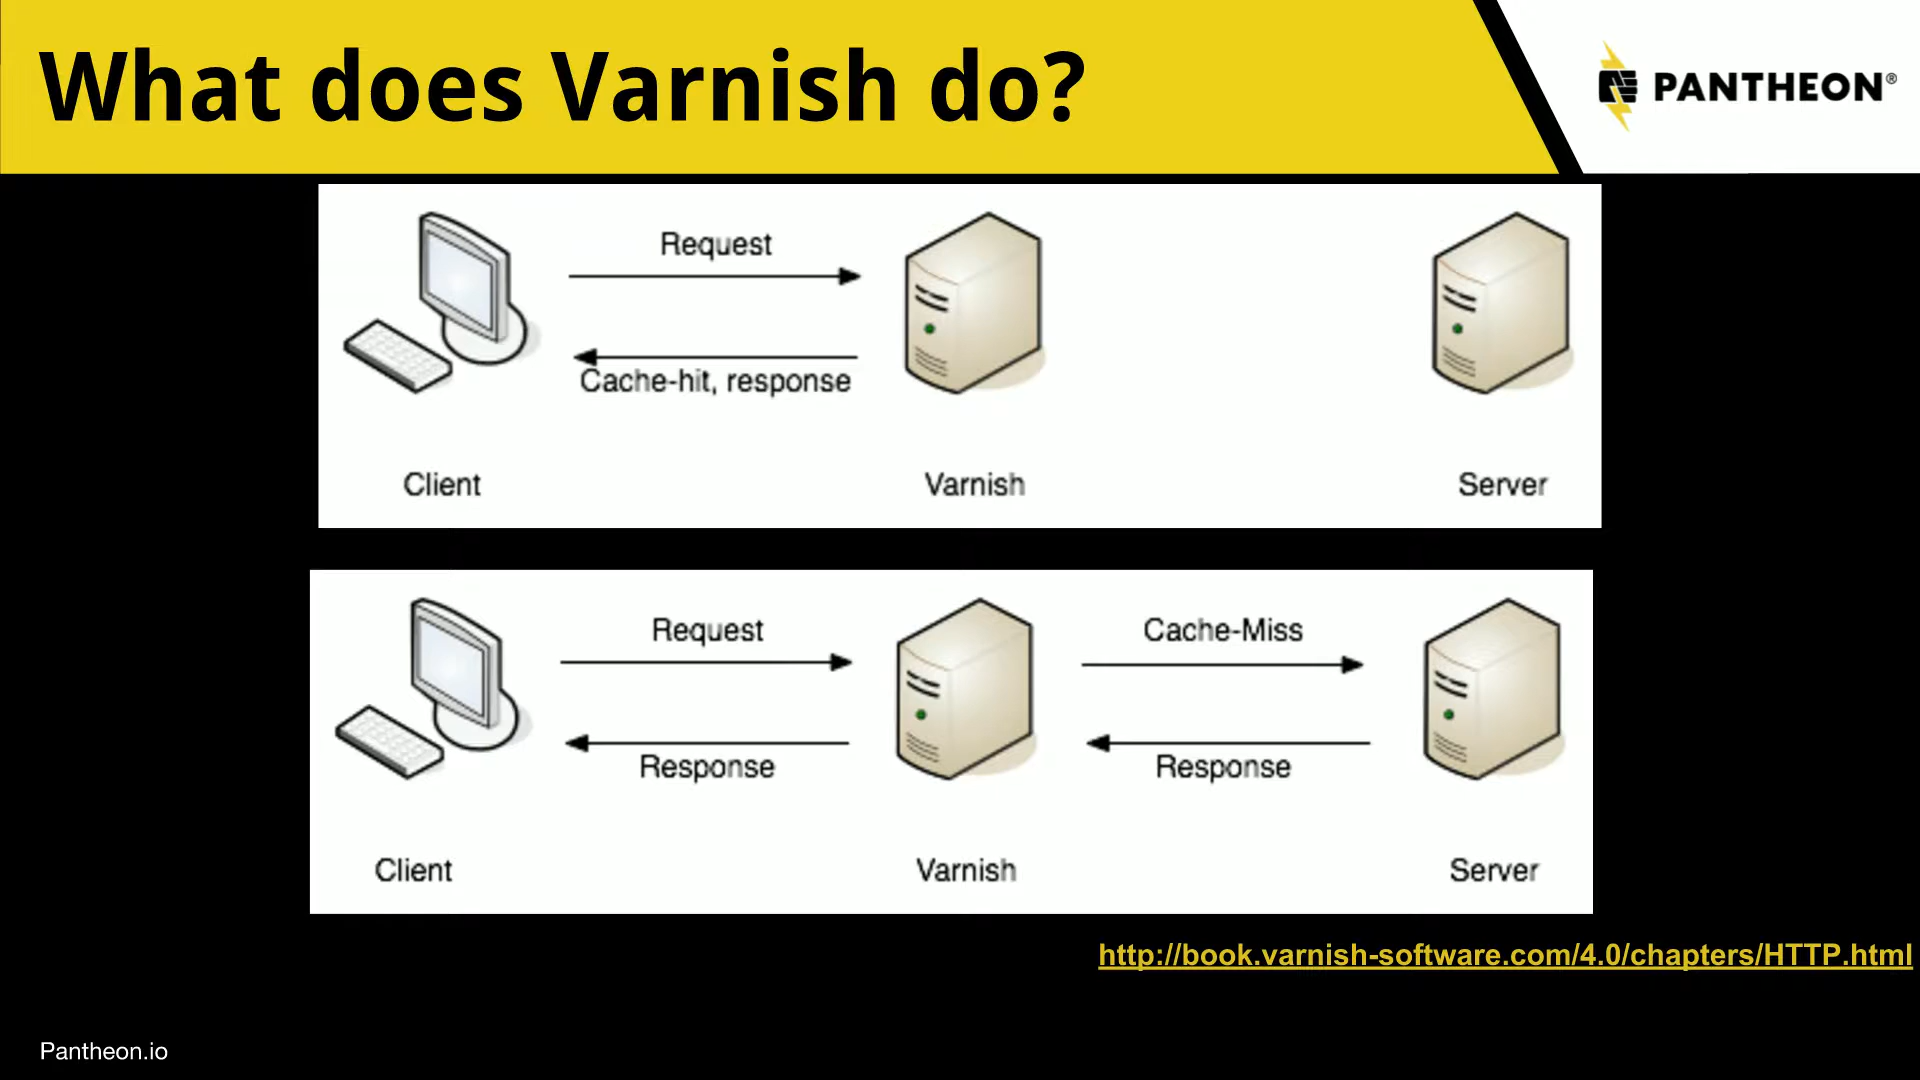 What does Varnish do?
PANTHEON®
Request
Cache-hit, response
Client
Varnish
Server
Request
Cache-Miss
Response
Response
Client
Varnish
Server
http://book.varnish-software.com/4.0/chapters/HTTP.html
Pantheon.io